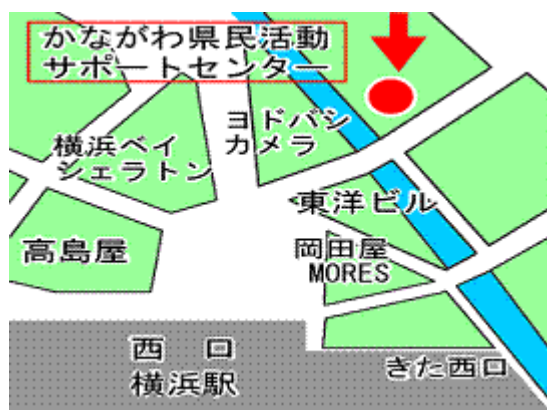 かながわ県民活動
サポートセンター
ヨドバシ
カメラ
横浜ベイ
シェラトン
東洋ビル
高島屋
岡田屋
MORES
西 口
横浜駅
きた西口